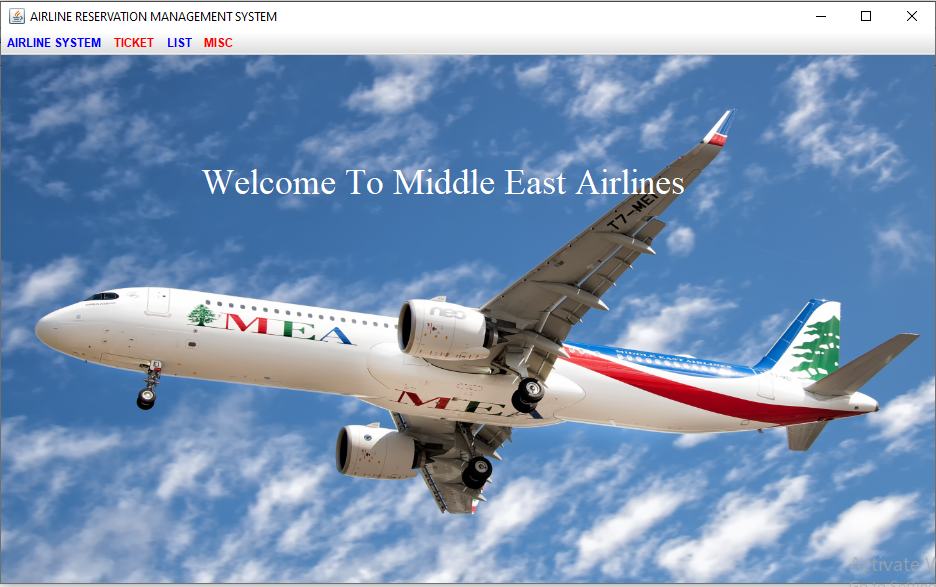 AIRLINE RESERVATION MANAGEMENT SYSTEM
AIRLINE SYSTEM TICKET LIST MISC
Welcome To Middle East Airlines
T7-ME
neo
MEA
MIDDLE EAST AIRLINES
MEA
Activate